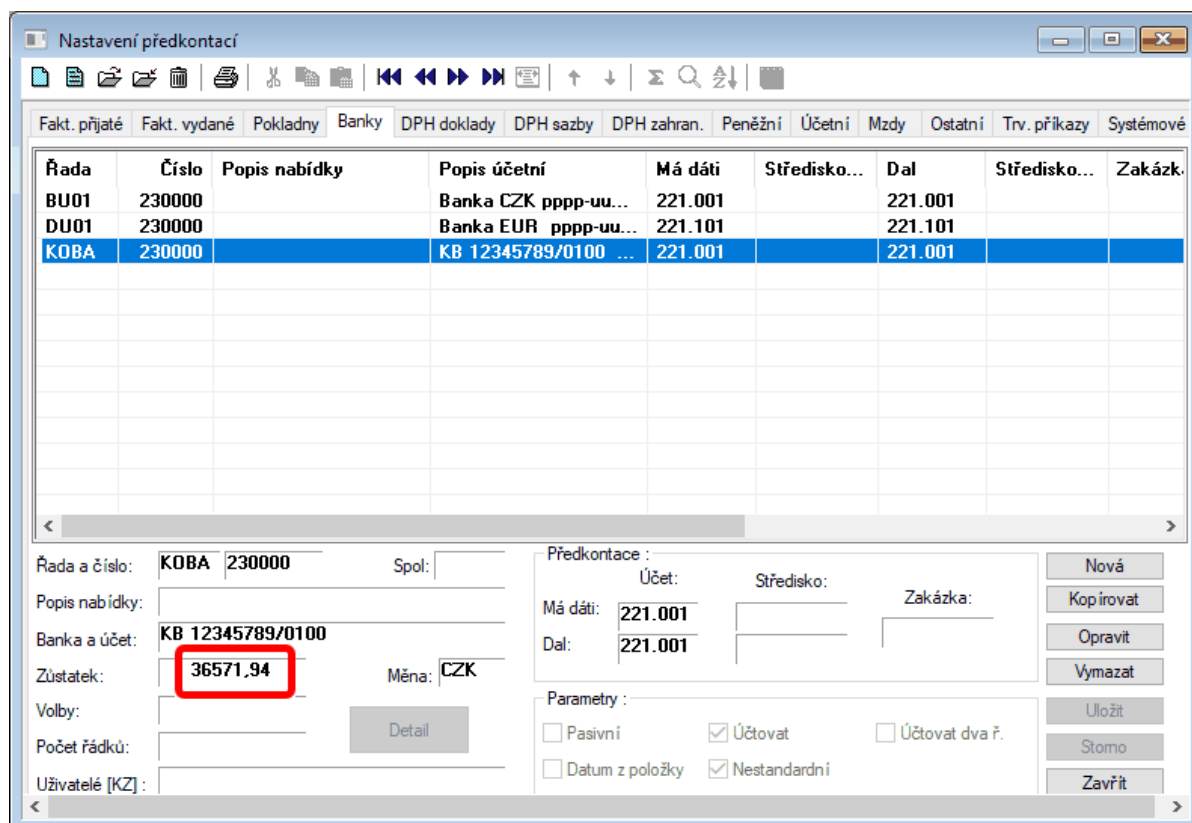 Nastavení předkontací
Fakt. přijaté Fakt. vydané Pokladny Banky DPH doklady DPH sazby DPH zahran. Peněžní Účetní Mzdy Ostatní Trv. příkazy Systémové
Řada Číslo Popis nabídky Popis účetní Má dáti Středisko... Dal Středisko... Zakázk
BU01 230000 Banka CZK pppp-uu... 221.001 221.001
DU01 230000 Banka EUR pppp-uu... 221.101 221.101
KOBA 230000 KB 12345789/0100 ... 221.001 221.001
Řada a číslo: KOBA 230000 Spol:
Popis nabídky:
Banka a účet: KB 12345789/0100
Zůstatek: 36571,94 Měna: CZK
Volby:
Detail
Počet řádků:
Uživatelé [KZ] :
Předkontace :
Účet: Středisko: Zakázka:
Má dáti: 221.001
Dal: 221.001
Parametry :
Pasivní Účtovat Účtovat dva ř.
Datum z položky Nestandardní
Nová
Kopírovat
Opravit
Vymazat
Uložit
Storno
Zavřít